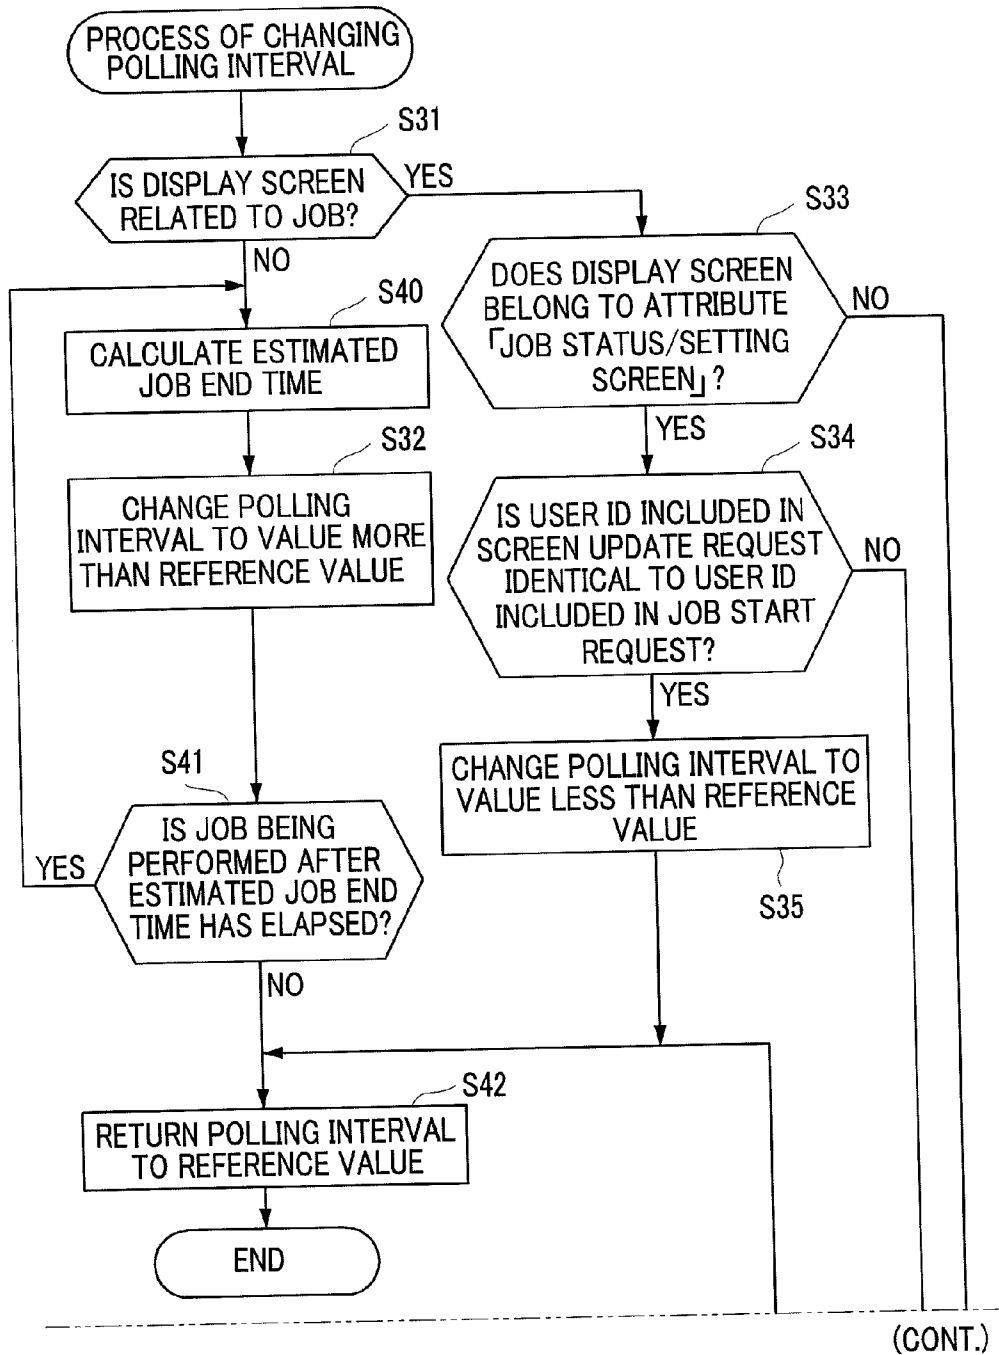 PROCESS OF CHANGING
POLLING INTERVAL
S31
IS DISPLAY SCREEN
RELATED TO JOB?
YES
NO
S33
DOES DISPLAY SCREEN
BELONG TO ATTRIBUTE
「JOB STATUS/SETTING
SCREEN」?
NO
YES
S40
CALCULATE ESTIMATED
JOB END TIME
S32
CHANGE POLLING
INTERVAL TO VALUE MORE
THAN REFERENCE VALUE
S34
IS USER ID INCLUDED IN
SCREEN UPDATE REQUEST
IDENTICAL TO USER ID
INCLUDED IN JOB START
REQUEST?
NO
YES
S41
IS JOB BEING
PERFORMED AFTER
ESTIMATED JOB END
TIME HAS ELAPSED?
YES
NO
CHANGE POLLING INTERVAL TO
VALUE LESS THAN REFERENCE
VALUE
S35
S42
RETURN POLLING INTERVAL
TO REFERENCE VALUE
END
(CONT.)